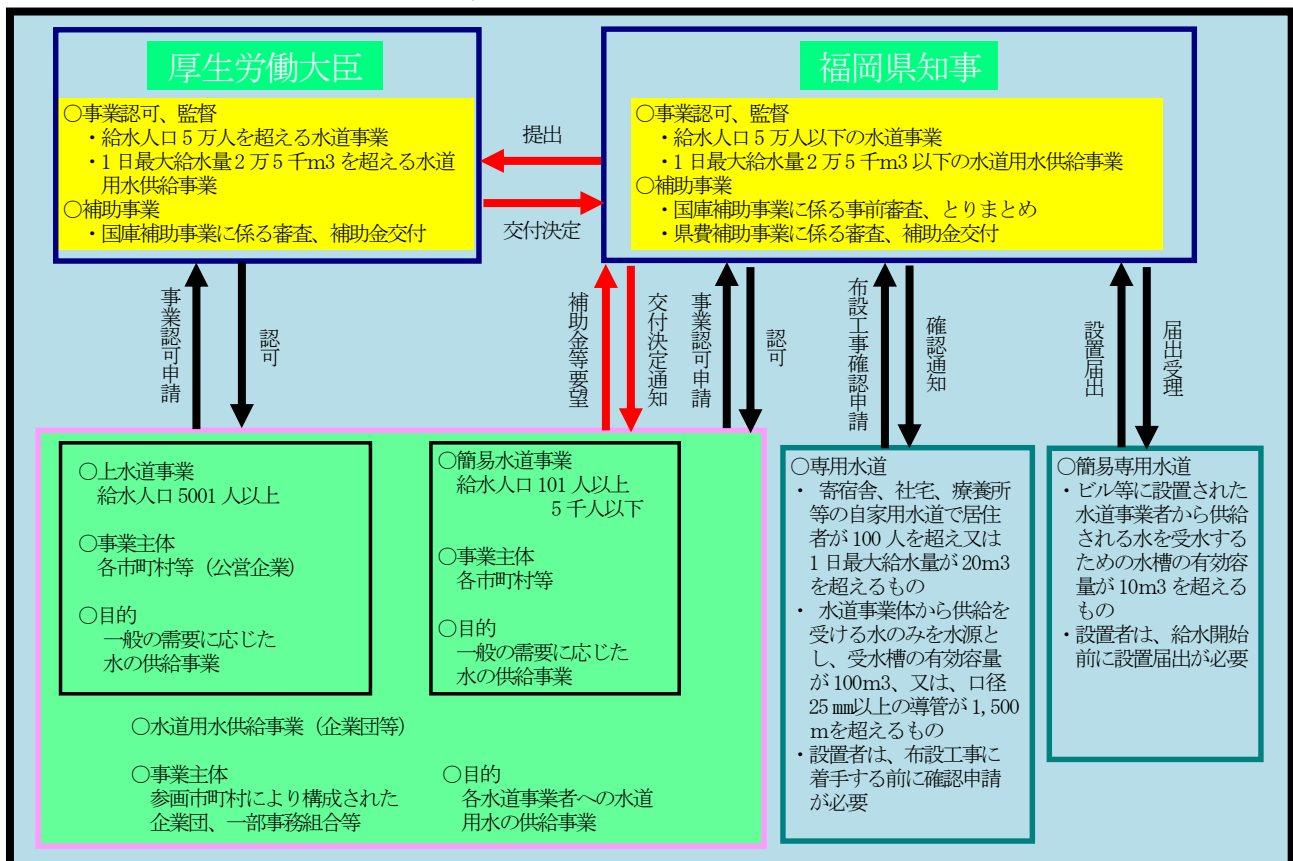 厚生労働大臣
○事業認可、監督
・給水人口5万人を超える水道事業
・1日最大給水量2万5千m3を超える水道
用水供給事業
○補助事業
・国庫補助事業に係る審査、補助金交付
提出
交付決定
福岡県知事
○事業認可、監督
・給水人口5万人以下の水道事業
・1日最大給水量2万5千m3以下の水道用水供給事業
○補助事業
・国庫補助事業に係る事前審査、とりまとめ
・県費補助事業に係る審査、補助金交付
事業認可申請
認可
補助金等要望
交付決定通知
事業認可申請
認可
布設工事確認申請
確認通知
設置届出
届出受理
○上水道事業
給水人口5001人以上
○事業主体
各市町村等（公営企業）
○目的
一般の需要に応じた
水の供給事業
○簡易水道事業
給水人口101人以上
5千人以下
○事業主体
各市町村等
○目的
一般の需要に応じた
水の供給事業
○水道用水供給事業（企業団等）
○事業主体
参画市町村により構成された
企業団、一部事務組合等
○目的
各水道事業者への水道
用水の供給事業
○専用水道
・ 寄宿舎、社宅、療養所
等の自家用水道で居住
者が100人を超え又は
1日最大給水量が20m3
を超えるもの
・ 水道事業体から供給を
受ける水のみを水源と
し、受水槽の有効容量
が100m3、又は、口径
25㎜以上の導管が1,500
mを超えるもの
・設置者は、布設工事に
着手する前に確認申請
が必要
○簡易専用水道
・ビル等に設置された
水道事業者から供給
される水を受水する
ための水槽の有効容
量が10m3を超える
もの
・設置者は、給水開始
前に設置届出が必要